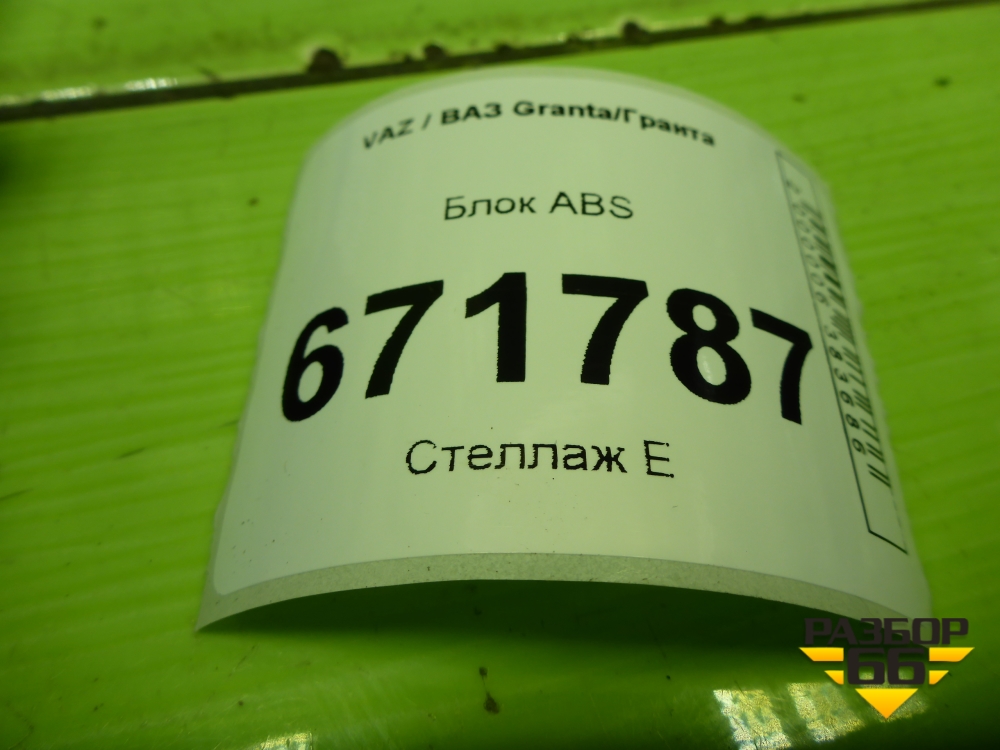 VAZ / ВАЗ Granta/Гранта
Блок ABS
671787
Стеллаж Е
РАЗБОР
66